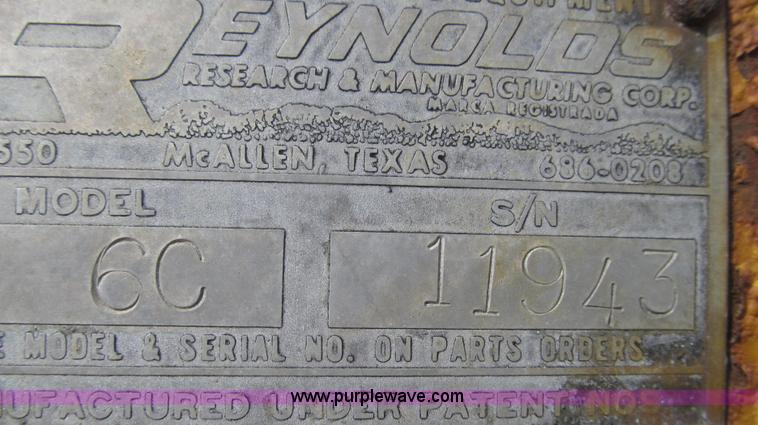 REYNOLDS
RESEARCH & MANUFACTURING CORP.
MARCA REGISTRADA
550 McALLEN, TEXAS 686-0208
MODEL S/N
6C 11943
E MODEL & SERIAL NO. ON PARTS ORDERS
NUFACTURED UNDER PATENT NO
www.purplewave.com